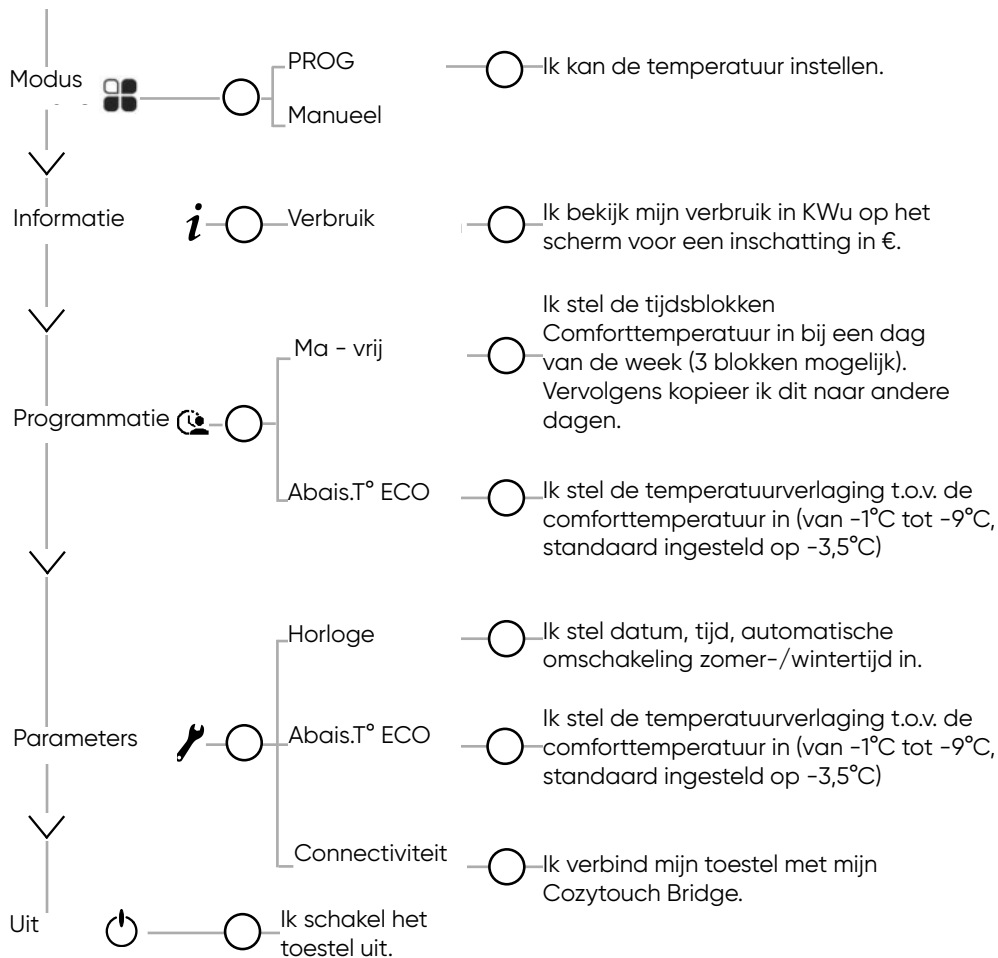 Modus
PROG
Manueel
Ik kan de temperatuur instellen.
Informatie
i
Verbruik
Ik bekijk mijn verbruik in KWu op het
scherm voor een inschatting in €.
Programmatie
Ma - vrij
Ik stel de tijdsblokken
Comforttemperatuur in bij een dag
van de week (3 blokken mogelijk).
Vervolgens kopieer ik dit naar andere
dagen.
Abais.T° ECO
Ik stel de temperatuurverlaging t.o.v. de
comforttemperatuur in (van -1°C tot -9°C,
standaard ingesteld op -3,5°C)
Parameters
Horloge
Ik stel datum, tijd, automatische
omschakeling zomer-/wintertijd in.
Abais.T° ECO
Ik stel de temperatuurverlaging t.o.v. de
comforttemperatuur in (van -1°C tot -9°C,
standaard ingesteld op -3,5°C)
Connectiviteit
Ik verbind mijn toestel met mijn
Cozytouch Bridge.
Uit
Ik schakel het
toestel uit.